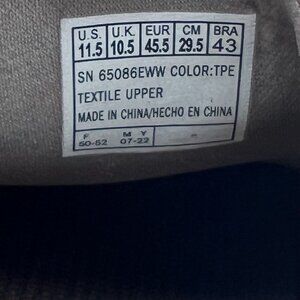 U.S. U.K. EUR CM BRA
11.5 10.5 45.5 29.5 43
SN 65086EWW COLOR:TPE
TEXTILE UPPER
MADE IN CHINA/HECHO EN CHINA
F M Y
50-52 07-22